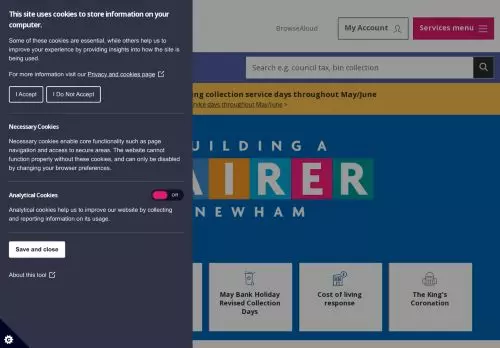 This site uses cookies to store information on your
computer.
Some of these cookies are essential, while others help us to
improve your experience by providing insights into how the site is
being used.
For more information visit our Privacy and cookies page
I Accept
I Do Not Accept
Necessary Cookies
Necessary cookies enable core functionality such as page
navigation and access to secure areas. The website cannot
function properly without these cookies, and can only be disabled
by changing your browser preferences.
Analytical Cookies
Off
Analytical cookies help us to improve our website by collecting
and reporting information on its usage.
Save and close
About this tool
BrowseAloud
My Account
Services menu
Search e.g. council tax, bin collection
ng collection service days throughout May/June
service days throughout May/June >
UILDING A
AIRER
NEWHAM
May Bank Holiday
Revised Collection
Days
Cost of living
response
The King's
Coronation